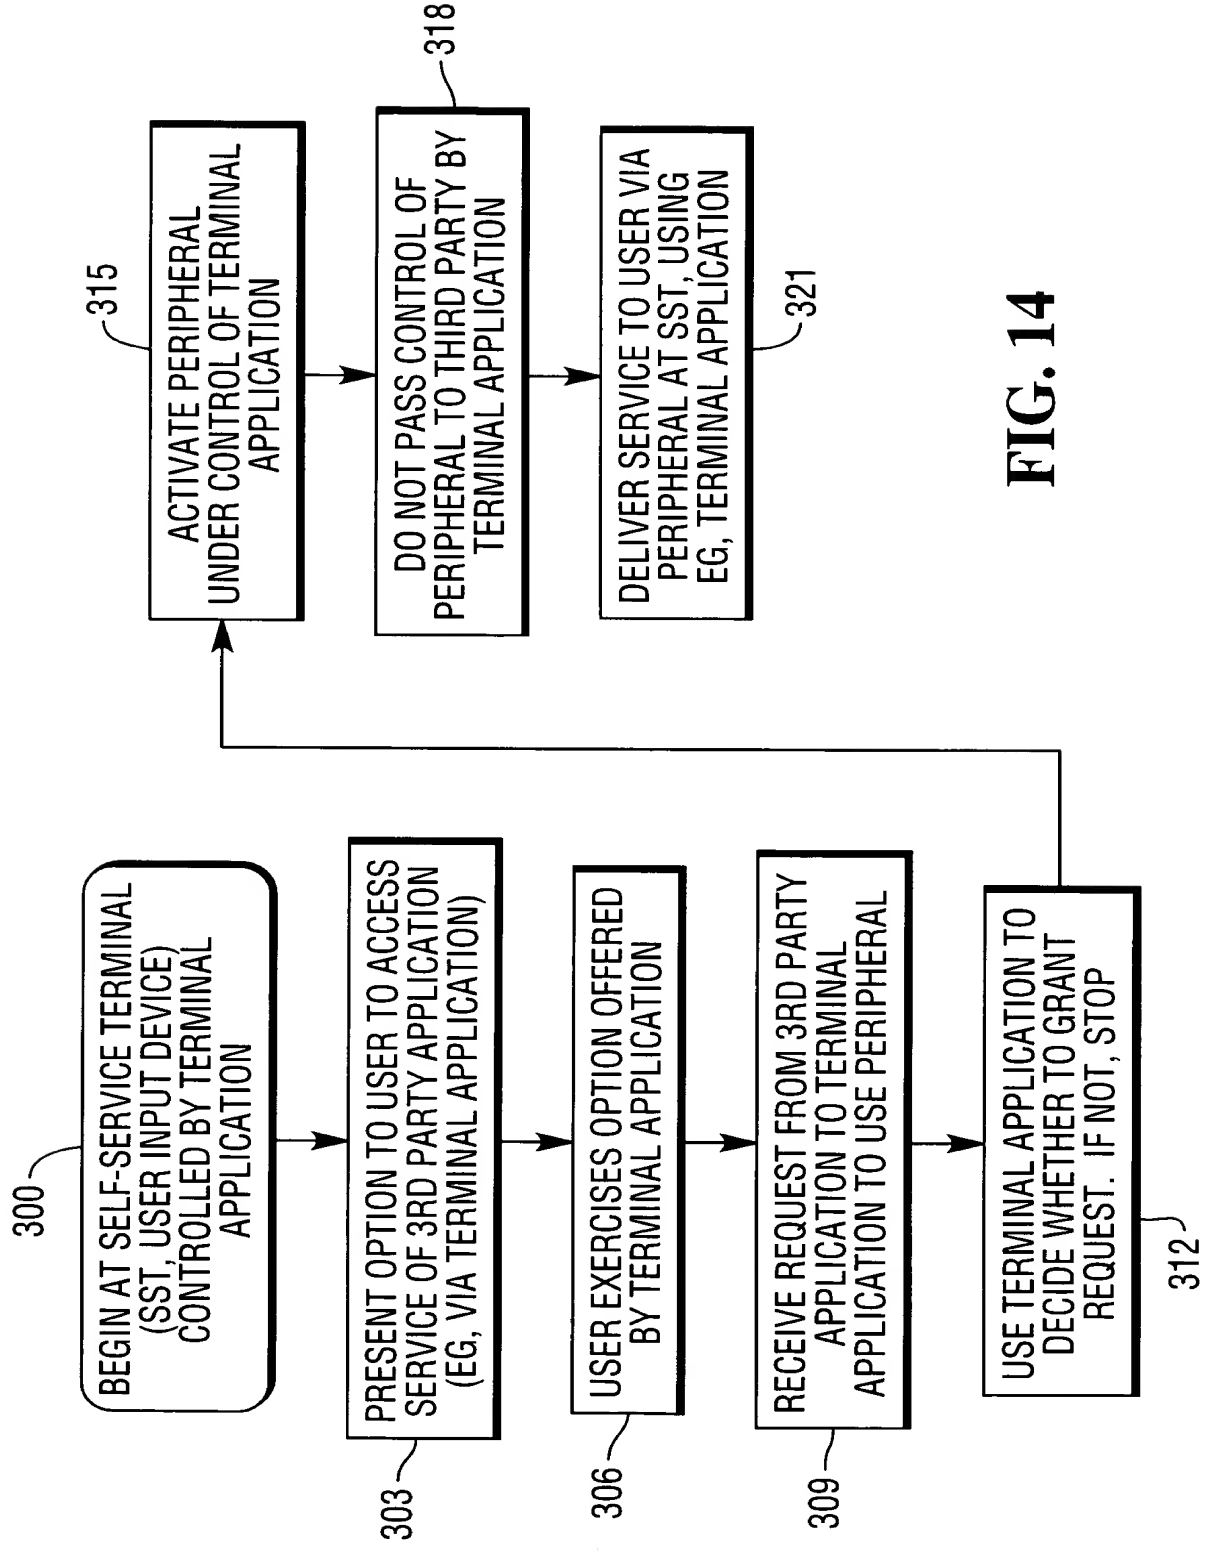 300
BEGIN AT SELF-SERVICE TERMINAL
(SST, USER INPUT DEVICE)
CONTROLLED BY TERMINAL
APPLICATION
303
PRESENT OPTION TO USER TO ACCESS
SERVICE OF 3RD PARTY APPLICATION
(EG, VIA TERMINAL APPLICATION)
306
USER EXERCISES OPTION OFFERED
BY TERMINAL APPLICATION
309
RECEIVE REQUEST FROM 3RD PARTY
APPLICATION TO TERMINAL
APPLICATION TO USE PERIPHERAL
USE TERMINAL APPLICATION TO
DECIDE WHETHER TO GRANT
REQUEST. IF NOT, STOP
312
315
ACTIVATE PERIPHERAL
UNDER CONTROL OF TERMINAL
APPLICATION
318
DO NOT PASS CONTROL OF
PERIPHERAL TO THIRD PARTY BY
TERMINAL APPLICATION
DELIVER SERVICE TO USER VIA
PERIPHERAL AT SST, USING
EG, TERMINAL APPLICATION
321
FIG. 14